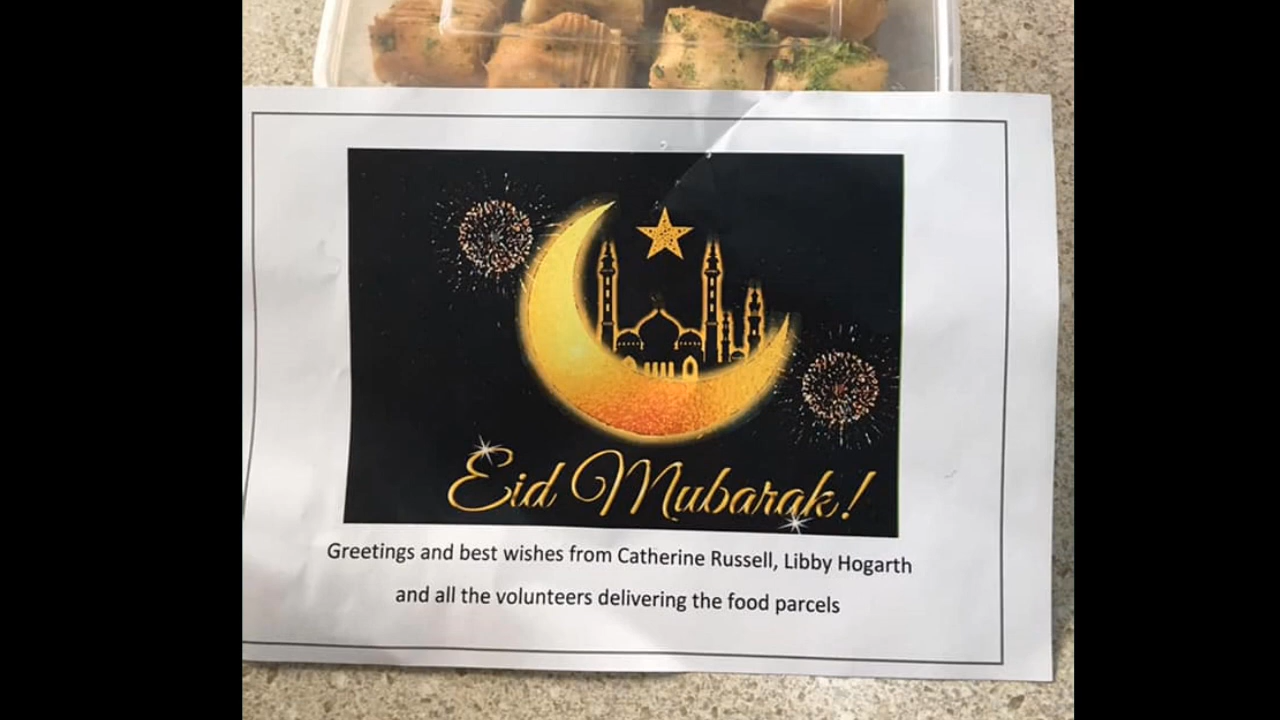 Eid Mubarak!
Greetings and best wishes from Catherine Russell, Libby Hogarth
and all the volunteers delivering the food parcels